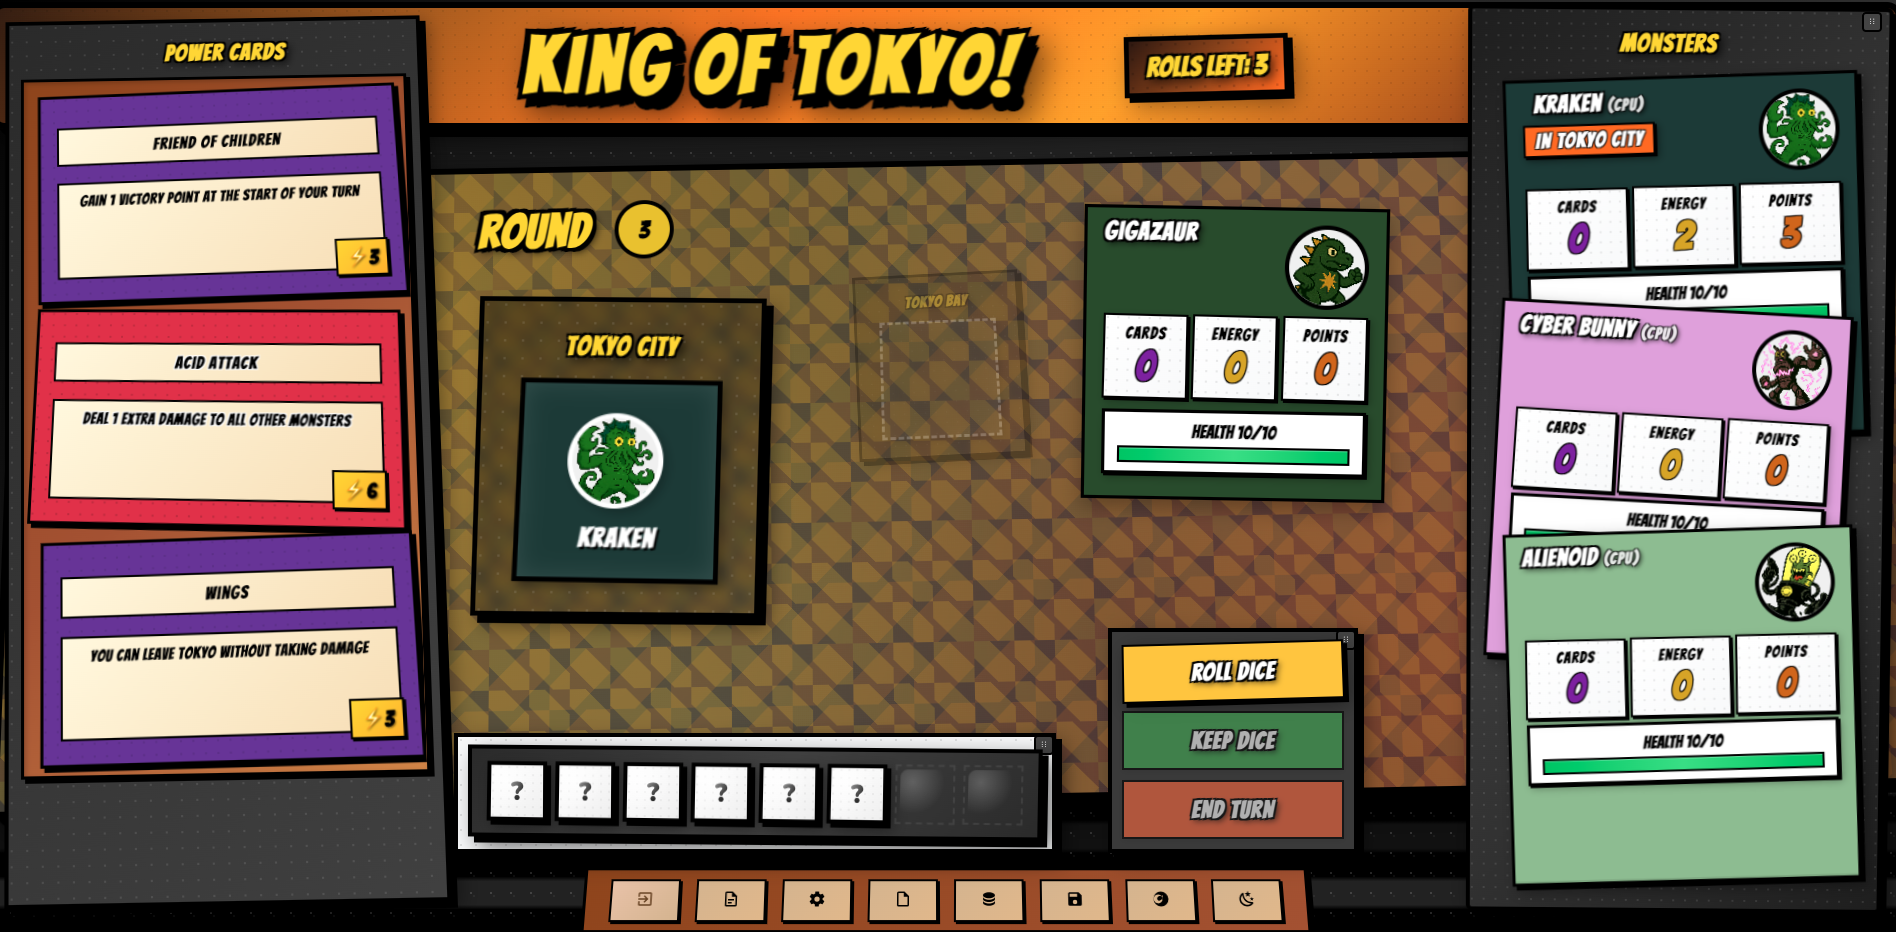 POWER CARDS
FRIEND OF CHILDREN
GAIN 1 VICTORY POINT AT THE START OF YOUR TURN
⚡3
ACID ATTACK
DEAL 1 EXTRA DAMAGE TO ALL OTHER MONSTERS
⚡6
WINGS
YOU CAN LEAVE TOKYO WITHOUT TAKING DAMAGE
⚡3
KING OF TOKYO!
ROLLS LEFT: 3
ROUND 3
TOKYO CITY
KRAKEN
TOKYO BAY
GIGAZAUR
CARDS ENERGY POINTS
0 0 0
HEALTH 10/10
? ? ? ? ? ?
ROLL DICE
KEEP DICE
END TURN
MONSTERS
KRAKEN (CPU)
IN TOKYO CITY
CARDS ENERGY POINTS
0 2 3
HEALTH 10/10
CYBER BUNNY (CPU)
CARDS ENERGY POINTS
0 0 0
HEALTH 10/10
ALIENOID (CPU)
CARDS ENERGY POINTS
0 0 0
HEALTH 10/10